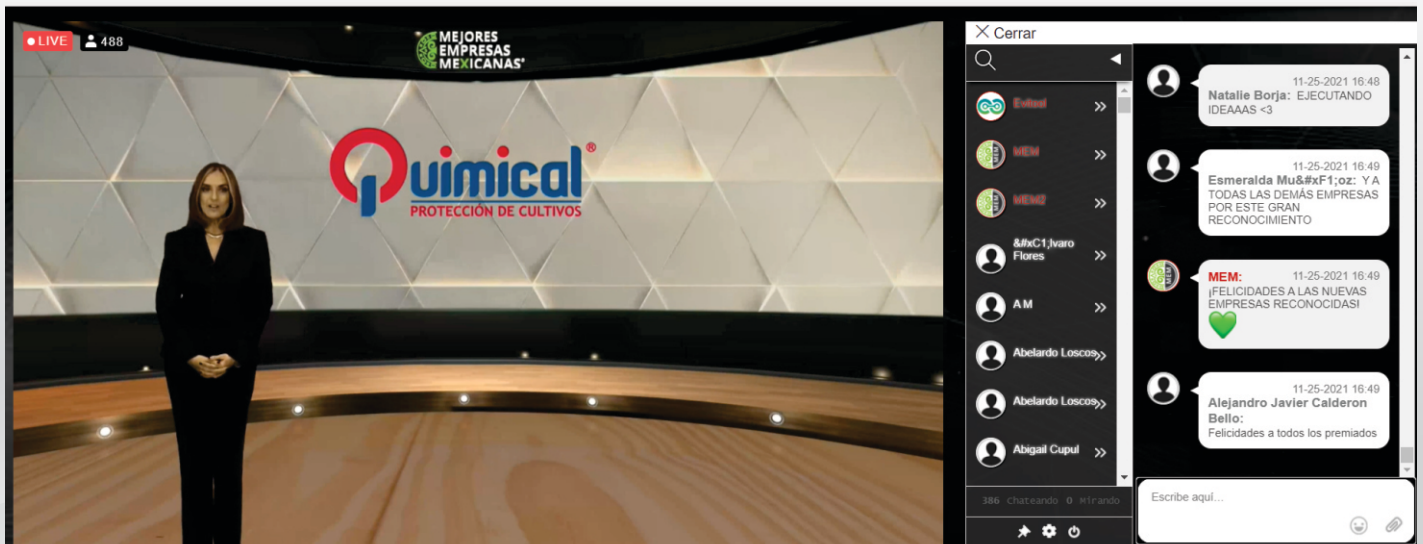 LIVE 488
MEJORES
EMPRESAS
MEXICANAS
Quimical®
PROTECCIÓN DE CULTIVOS
Cerrar
MEM
MEM2
&#xC1;lvaro
Flores
A M
Abelardo Loscos
Abelardo Loscos
Abigail Cupul
386 Chateando 0 Mirando
11-25-2021 16:48
Natalie Borja: EJECUTANDO
IDEAAAS <3
11-25-2021 16:49
Esmeralda Mu&#xF1;oz: Y A
TODAS LAS DEMÁS EMPRESAS
POR ESTE GRAN
RECONOCIMIENTO
MEM: 11-25-2021 16:49
¡FELICIDADES A LAS NUEVAS
EMPRESAS RECONOCIDAS!
11-25-2021 16:49
Alejandro Javier Calderon
Bello:
Felicidades a todos los premiados
Escribe aquí...